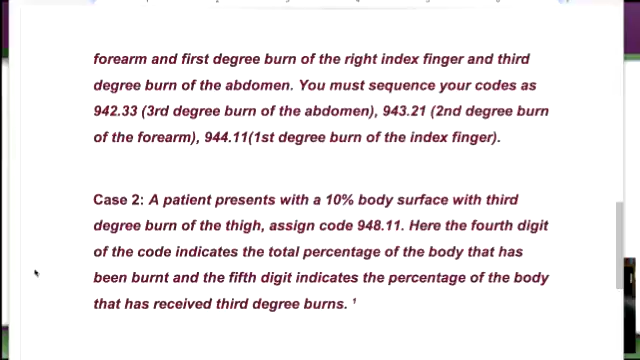 forearm and first degree burn of the right index finger and third
degree burn of the abdomen. You must sequence your codes as
942.33 (3rd degree burn of the abdomen), 943.21 (2nd degree burn
of the forearm), 944.11(1st degree burn of the index finger).
Case 2: A patient presents with a 10% body surface with third
degree burn of the thigh, assign code 948.11. Here the fourth digit
of the code indicates the total percentage of the body that has
been burnt and the fifth digit indicates the percentage of the body
that has received third degree burns. ¹